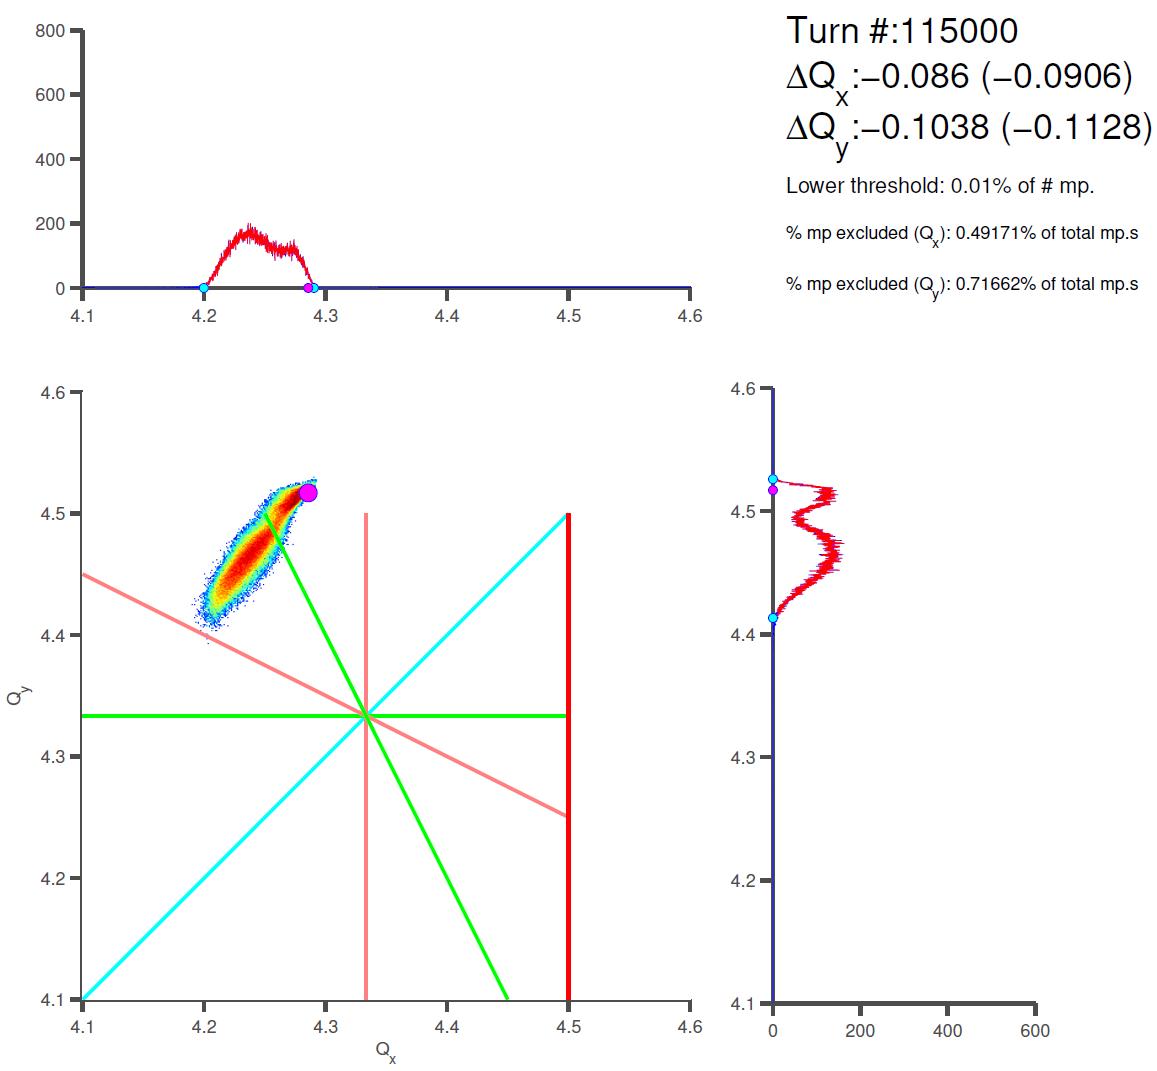 800
600
400
200
0
4.1 4.2 4.3 4.4 4.5 4.6
Turn #:115000
ΔQx:−0.086 (−0.0906)
ΔQy:−0.1038 (−0.1128)
Lower threshold: 0.01% of # mp.
% mp excluded (Qx): 0.49171% of total mp.s
% mp excluded (Qy): 0.71662% of total mp.s
4.6
4.5
4.4
4.3
4.2
4.1
Qy
4.1 4.2 4.3 4.4 4.5 4.6
Qx
4.6
4.5
4.4
4.3
4.2
4.1
0 200 400 600